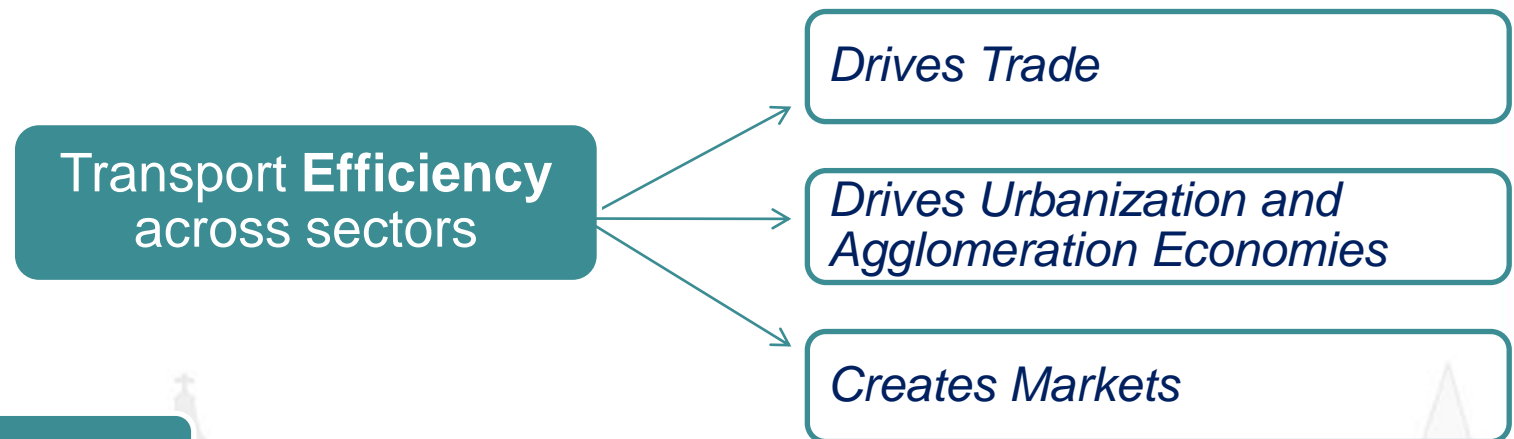 Transport Efficiency
across sectors
Drives Trade
Drives Urbanization and
Agglomeration Economies
Creates Markets